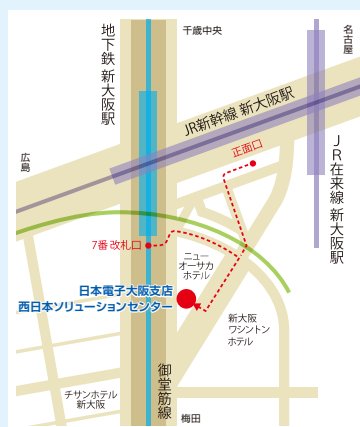 地下鉄 新大阪駅
千歳中央
名古屋
JR新幹線 新大阪駅
正面口
広島
JR在来線 新大阪駅
7番 改札口
ニュー
オーサカ
ホテル
日本電子大阪支店
西日本ソリューションセンター
新大阪
ワシントン
ホテル
御堂筋線
チサンホテル
新大阪
梅田